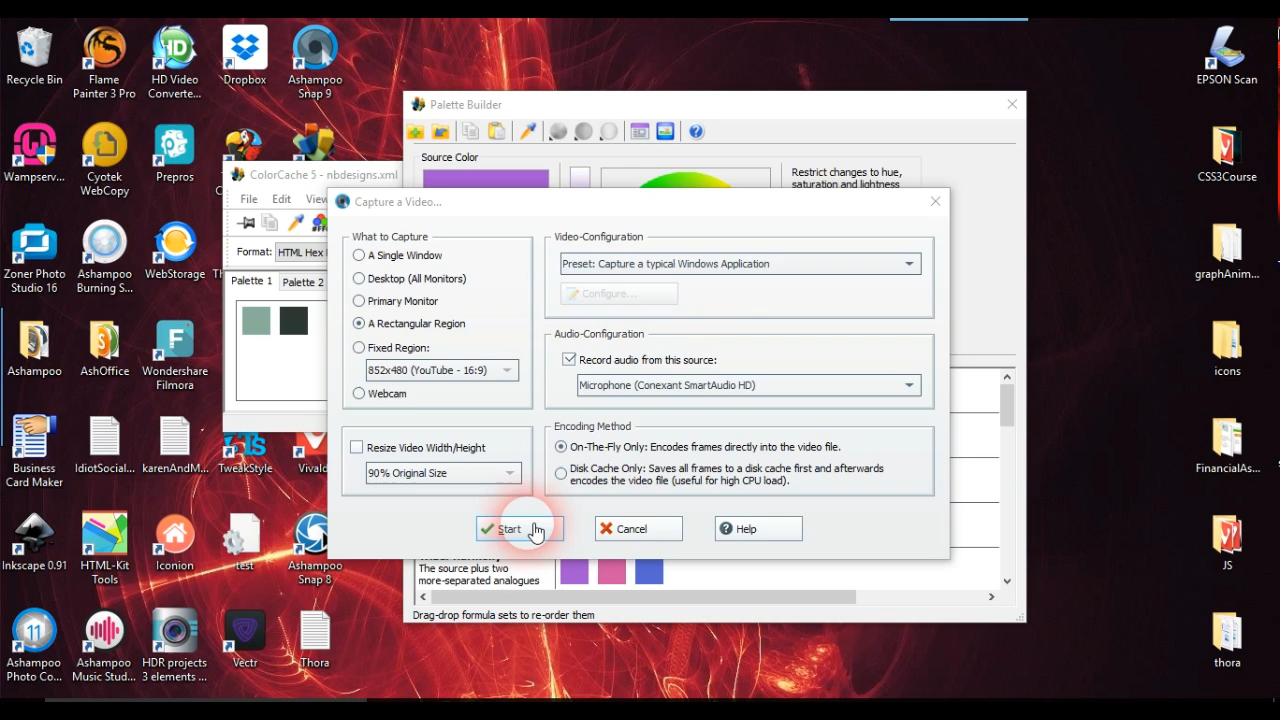 Recycle Bin
Flame
Painter 3 Pro
HD Video
Converte...
Dropbox
Ashampoo
Snap 9
EPSON Scan
Wampserv...
Cyotek
WebCopy
Prepros
CSS3Course
Zoner Photo
Studio 16
Ashampoo
Burning S...
WebStorage
graphAnim...
Ashampoo
AshOffice
Wondershare
Filmora
icons
Business
Card Maker
IdiotSocial...
karenAndM...
TweakStyle
Vivald
FinancialAs...
Inkscape 0.91
HTML-Kit
Tools
Iconion
test
Ashampoo
Snap 8
JS
11
Ashampoo
Photo Co...
Ashampoo
Music Stud...
HDR projects
3 elements ...
Vectr
Thora
thora
Palette Builder
Source Color
Restrict changes to hue,
saturation and lightness
ColorCache 5 - nbdesigns.xml
File
Edit
View
Format:
HTML Hex
Palette 1
Palette 2
Capture a Video...
What to Capture
A Single Window
Desktop (All Monitors)
Primary Monitor
A Rectangular Region
Fixed Region:
852x480 (YouTube - 16:9)
Webcam
Resize Video Width/Height
90% Original Size
Video-Configuration
Preset: Capture a typical Windows Application
Configure...
Audio-Configuration
Record audio from this source:
Microphone (Conexant SmartAudio HD)
Encoding Method
On-The-Fly Only: Encodes frames directly into the video file.
Disk Cache Only: Saves all frames to a disk cache first and afterwards
encodes the video file (useful for high CPU load).
Start
Cancel
Help
The source plus two
more-separated analogues
Drag-drop formula sets to re-order them